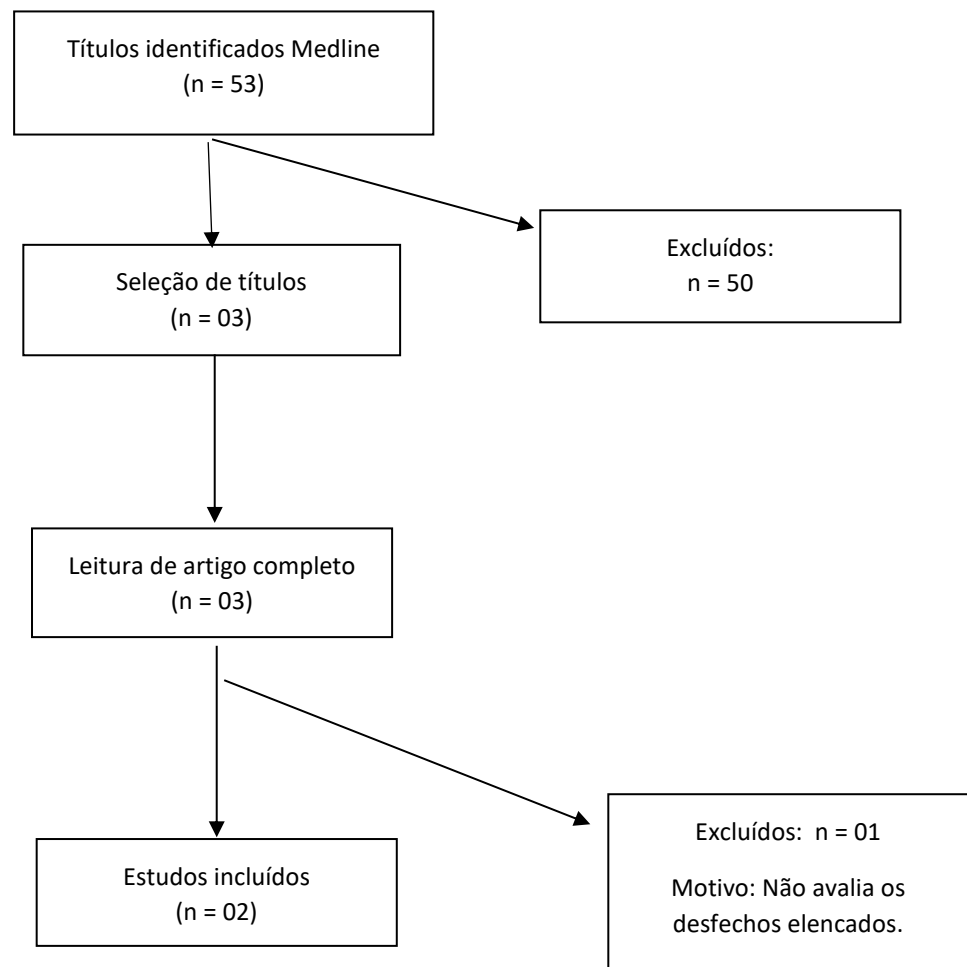 Títulos identificados Medline
(n = 53)
Excluídos:
n = 50
Seleção de títulos
(n = 03)
Leitura de artigo completo
(n = 03)
Excluídos: n = 01
Motivo: Não avalia os
desfechos elencados.
Estudos incluídos
(n = 02)